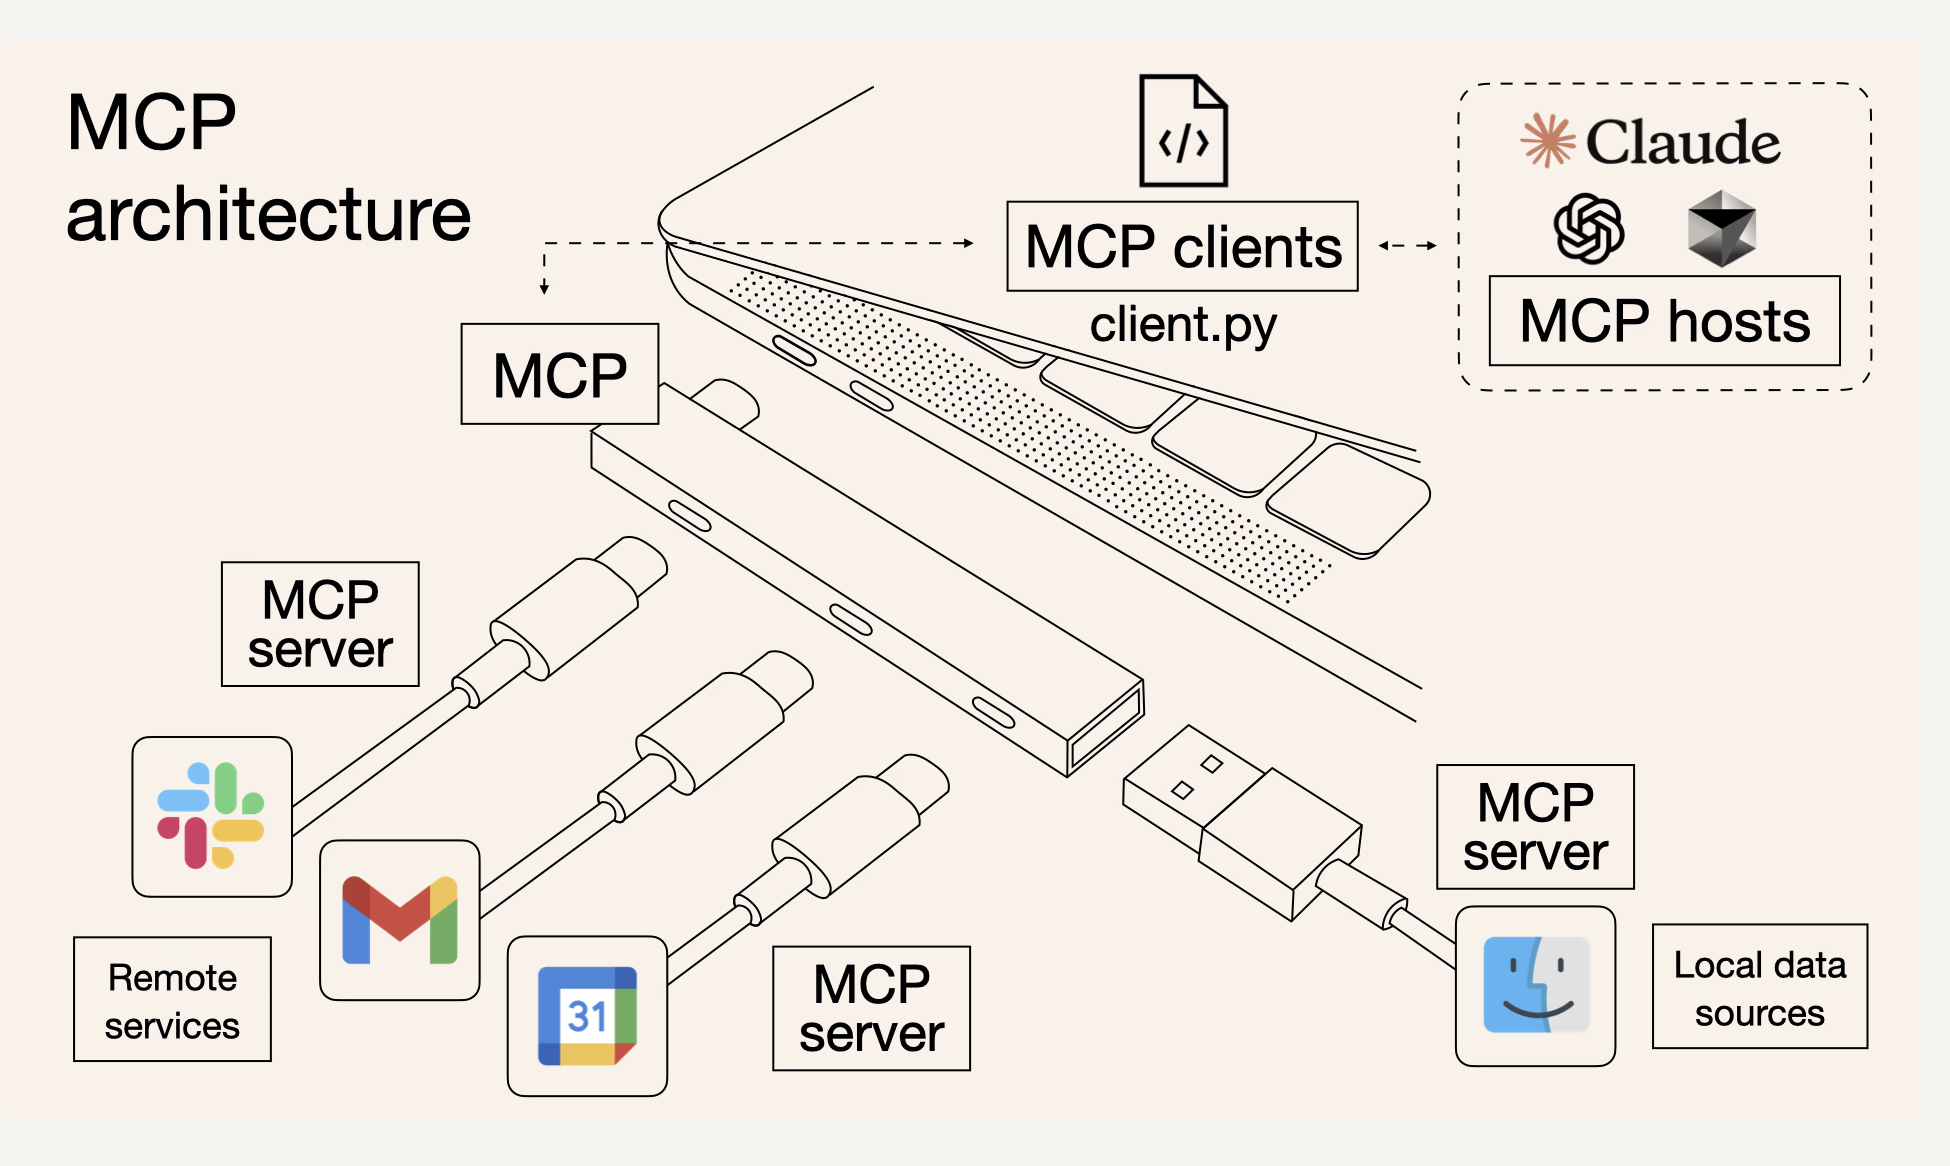 MCP
architecture
</>
MCP clients
client.py
Claude
MCP hosts
MCP
MCP
server
Remote
services
31
MCP
server
MCP
server
Local data
sources